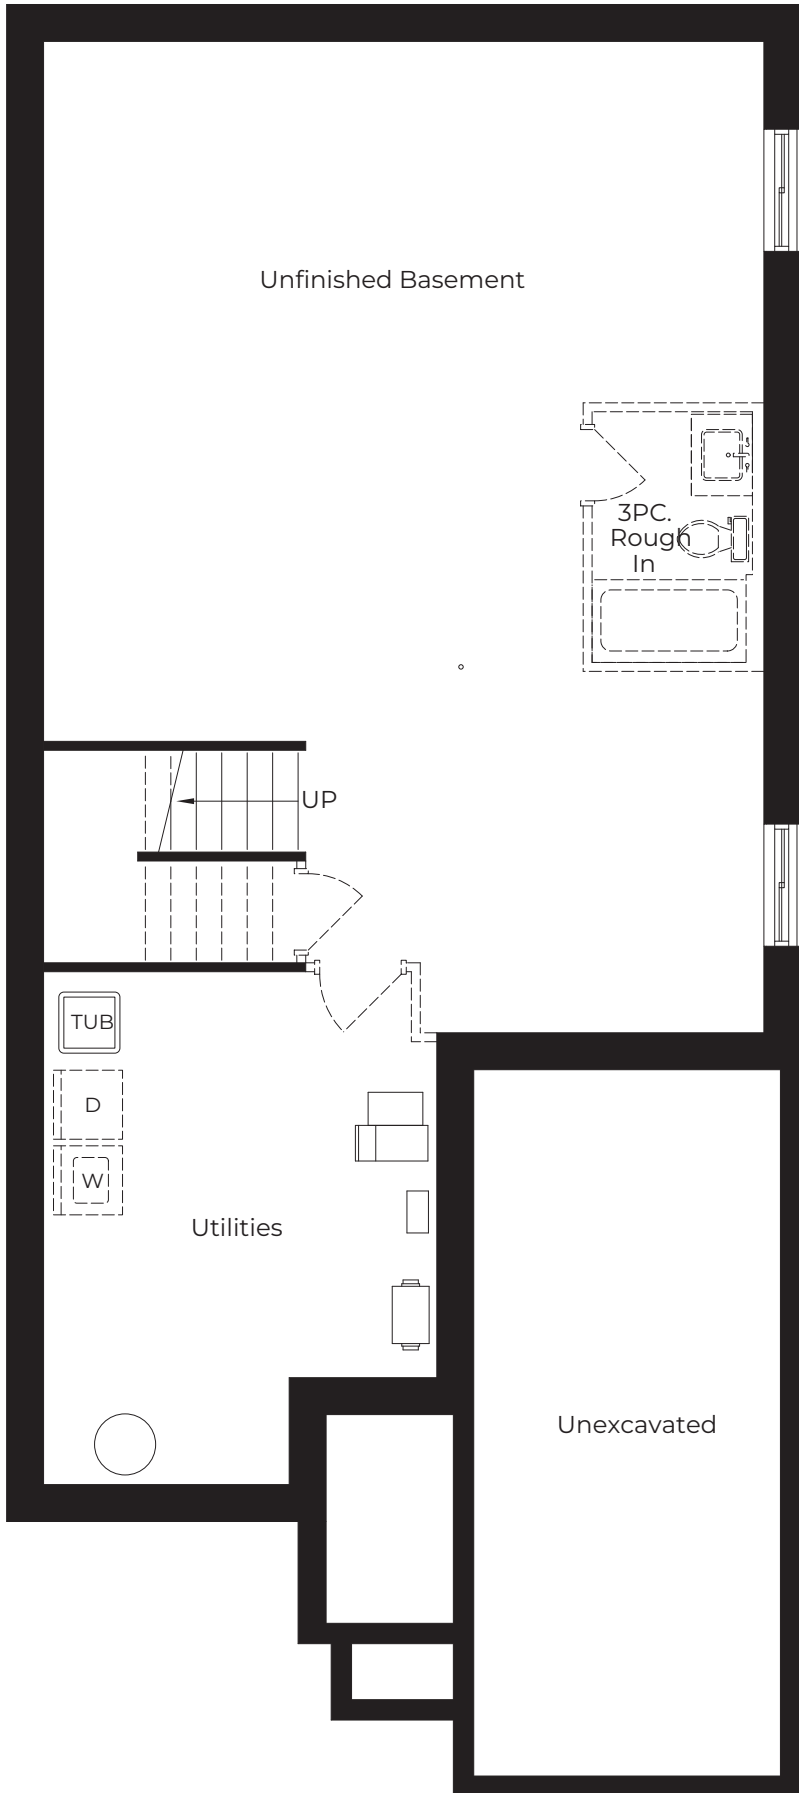 Unfinished Basement
3PC.
Rough
In
UP
TUB
D
W
Utilities
Unexcavated